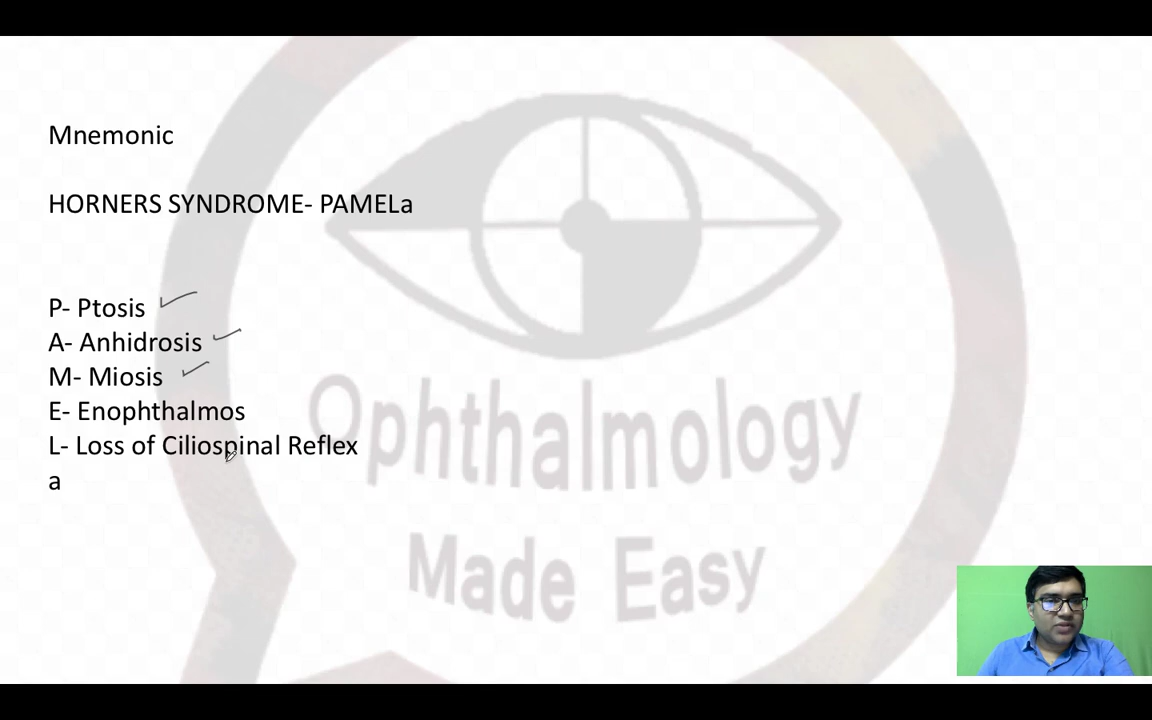 Mnemonic
HORNERS SYNDROME- PAMELa
P- Ptosis
A- Anhidrosis
M- Miosis
E- Enophthalmos
L- Loss of Ciliospinal Reflex
a
Ophthalmology
Made Easy